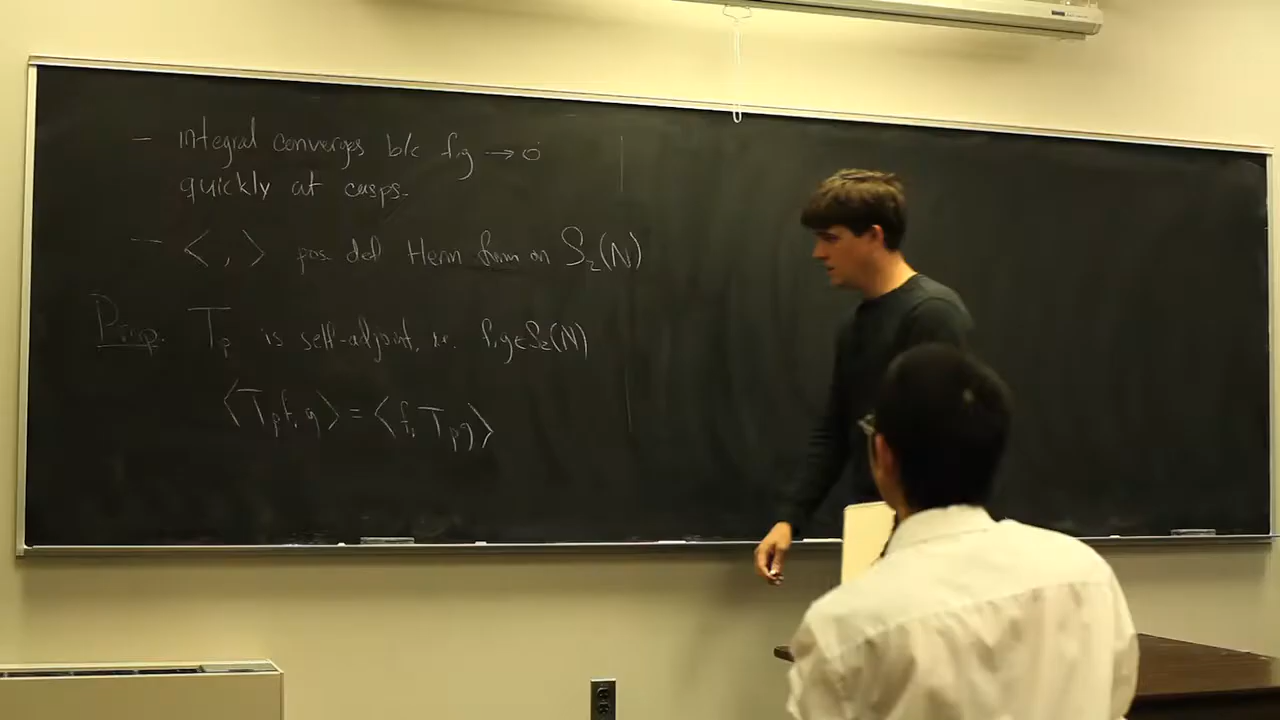 – integral converges b/c f,g → 0
quickly at cusps.
– < , > pos. def Herm form on S₂(N)
Prop. Tₚ is self-adjoint, i.e. f,g∈S₂(N)
⟨Tₚf, g⟩ = ⟨f, Tₚg⟩